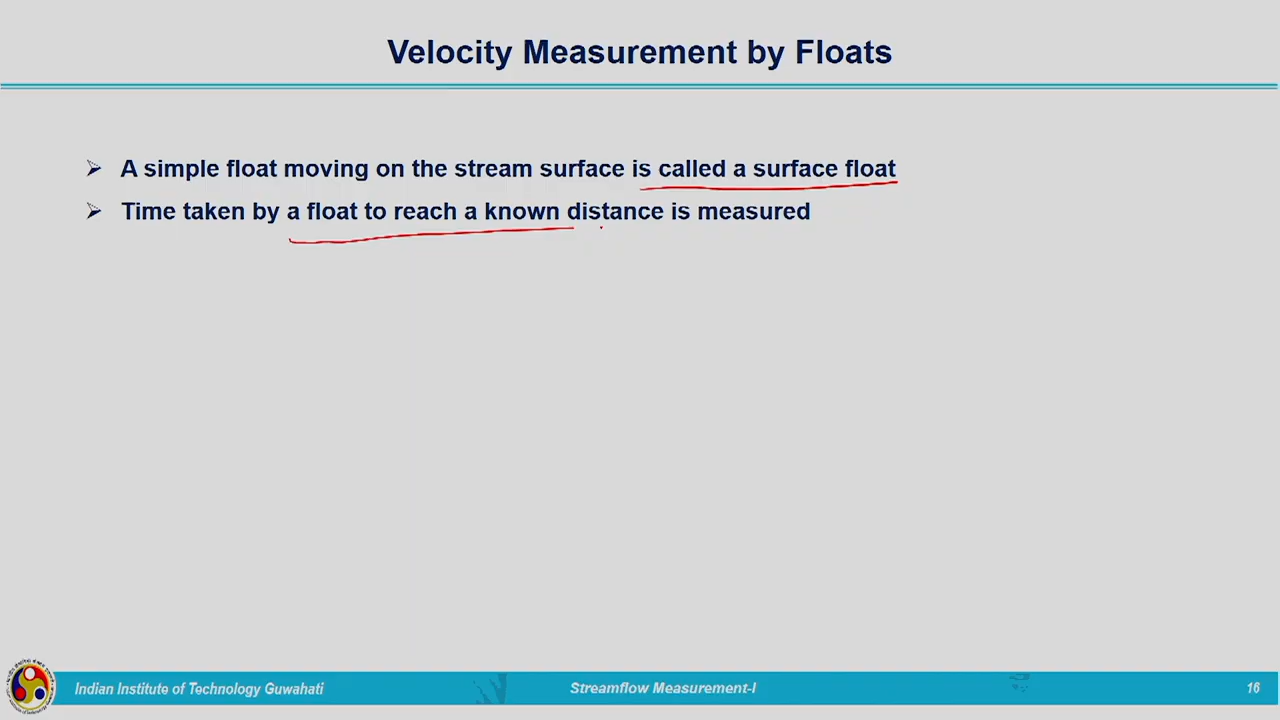 Velocity Measurement by Floats
A simple float moving on the stream surface is called a surface float
Time taken by a float to reach a known distance is measured
Indian Institute of Technology Guwahati
Streamflow Measurement-I
16